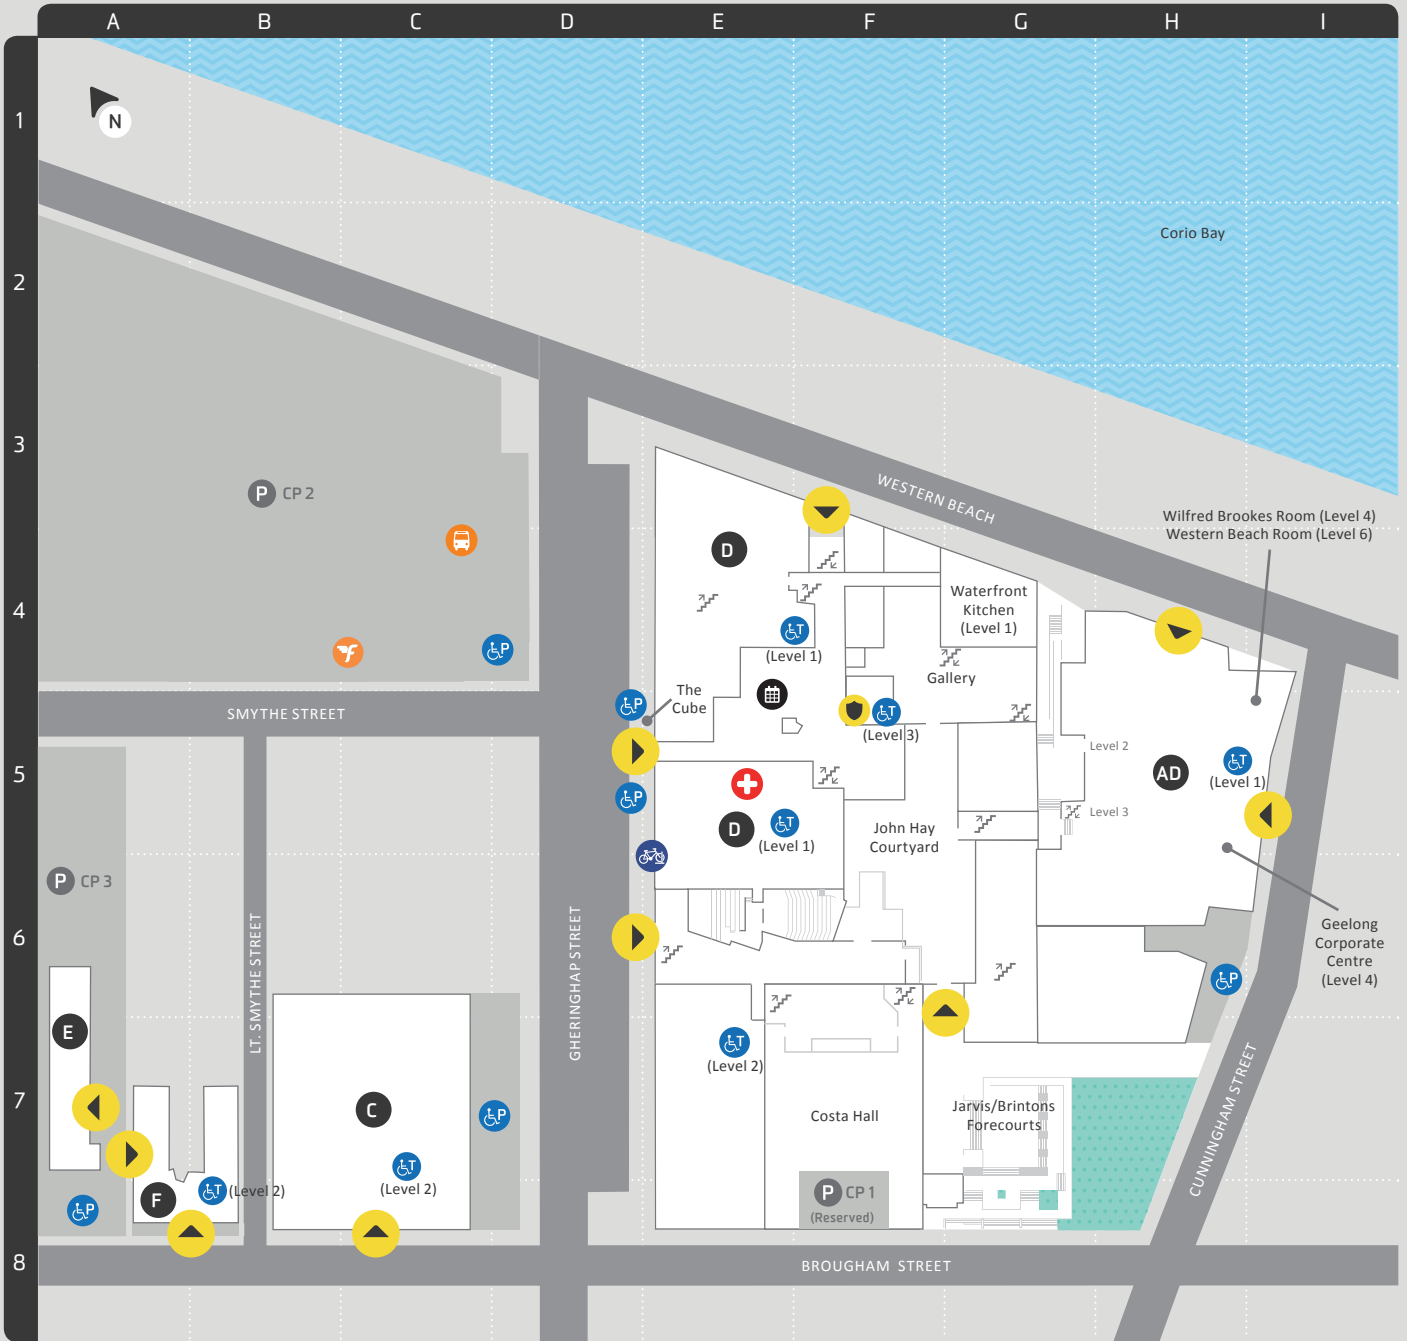 A B C D E F G H I
1
N
Corio Bay
2
3
P CP 2
WESTERN BEACH
Wilfred Brookes Room (Level 4)
Western Beach Room (Level 6)
D
4
Waterfront
Kitchen
(Level 1)
T
(Level 1)
P
Gallery
The
Cube
P
T
(Level 3)
SMYTHE STREET
Level 2
5
AD
T
(Level 1)
P
Level 3
D
T
(Level 1)
John Hay
Courtyard
P CP 3
6
LT. SMYTHE STREET
GHERINGHAP STREET
Geelong
Corporate
Centre
(Level 4)
P
E
T
(Level 2)
7
C
P
Costa Hall
Jarvis/Brintons
Forecourts
CUNNINGHAM STREET
T
(Level 2)
F
T (Level 2)
P
P CP 1
(Reserved)
8
BROUGHAM STREET